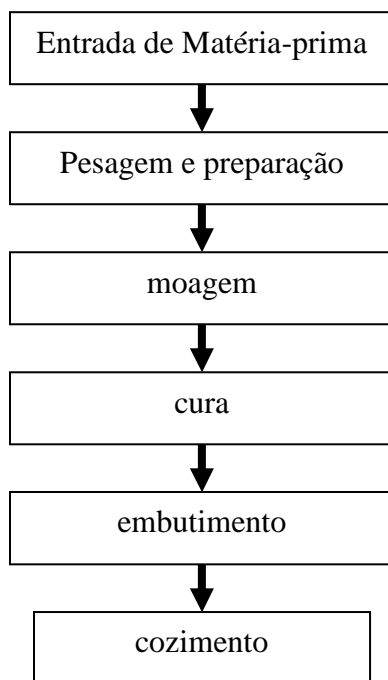 Entrada de Matéria-prima
Pesagem e preparação
moagem
cura
embutimento
cozimento